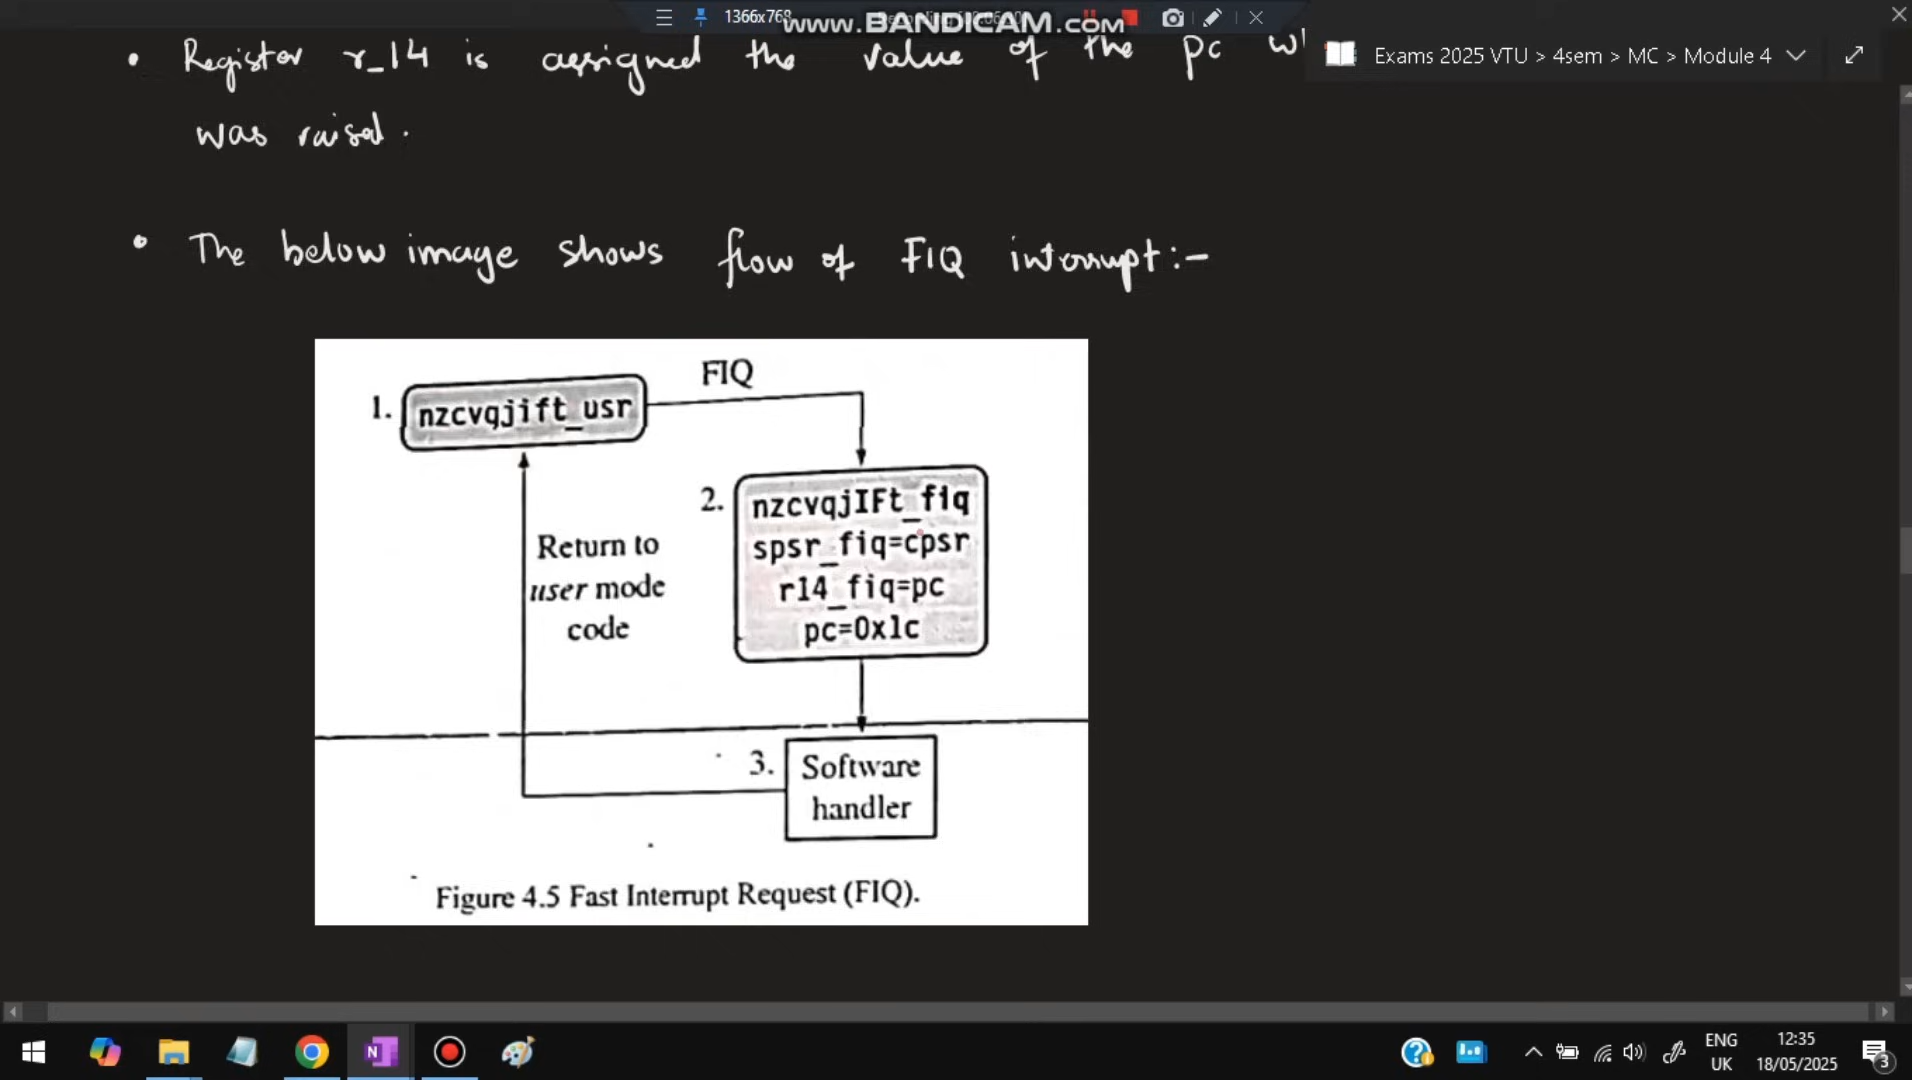 1366x768
www.BANDICAM.com
• Register r_14 is assigned the value of the pc
was raised.
Exams 2025 VTU > 4sem > MC > Module 4
• The below image shows flow of FIQ interrupt:-
FIQ
1. nzcvqjift_usr
2. nzcvqjIFt_fiq
spsr_fiq=cpsr
r14_fiq=pc
pc=0x1c
Return to
user mode
code
3. Software
handler
Figure 4.5 Fast Interrupt Request (FIQ).
ENG
UK
12:35
18/05/2025
3